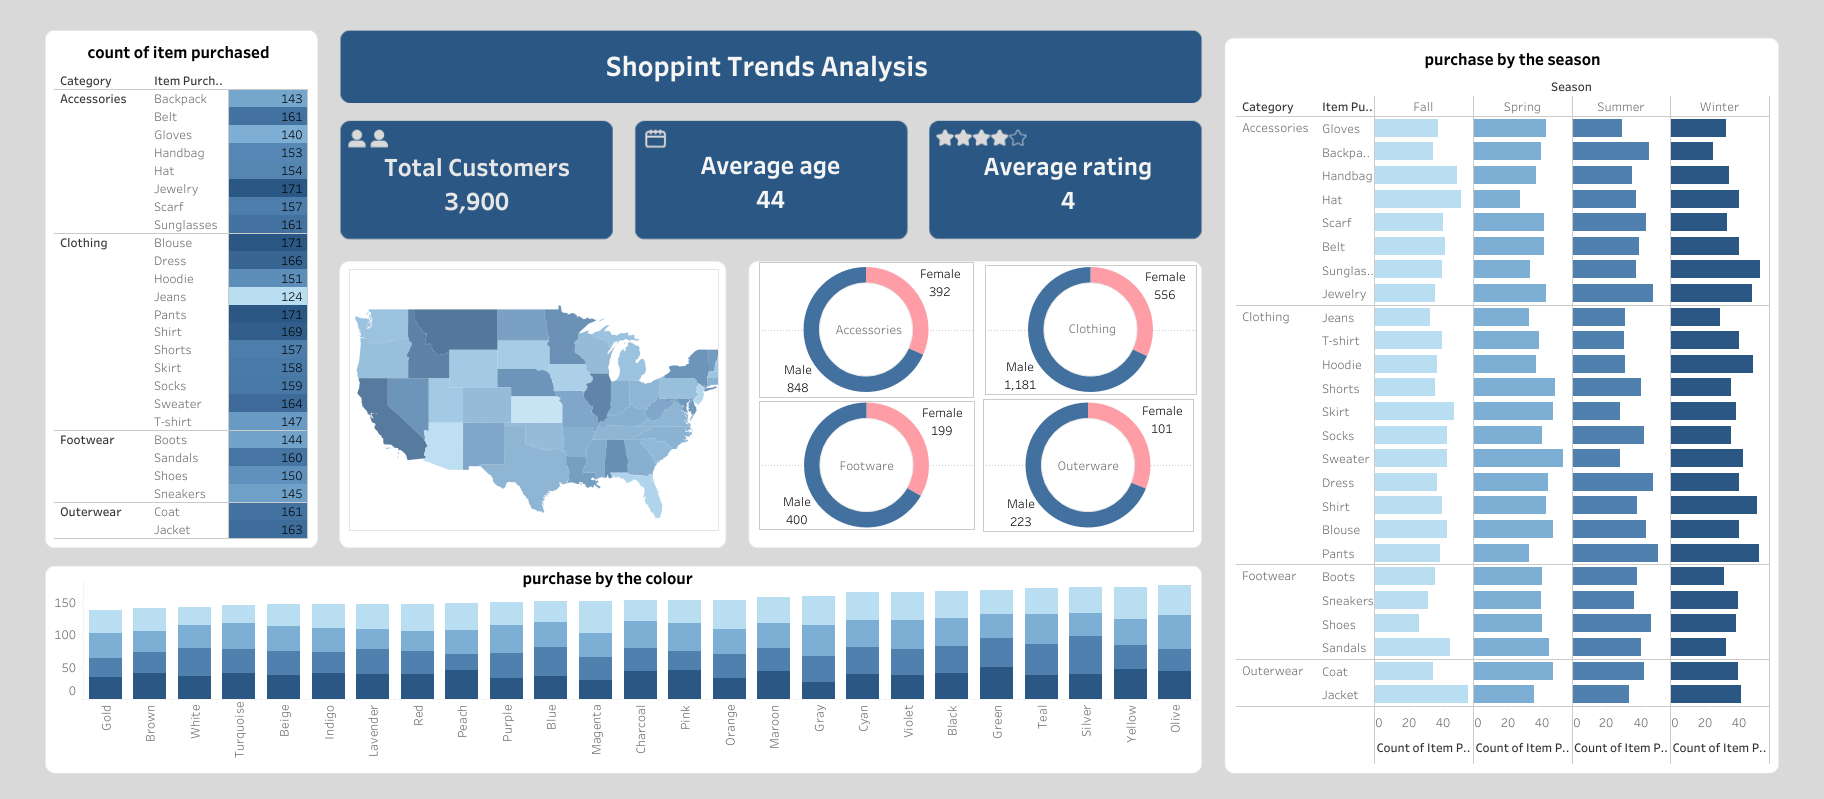 count of item purchased
Category Item Purch..
Accessories Backpack 143
Belt 161
Gloves 140
Handbag 153
Hat 154
Jewelry 171
Scarf 157
Sunglasses 161
Clothing Blouse 171
Dress 166
Hoodie 151
Jeans 124
Pants 171
Shirt 169
Shorts 157
Skirt 158
Socks 159
Sweater 164
T-shirt 147
Footwear Boots 144
Sandals 160
Shoes 150
Sneakers 145
Outerwear Coat 161
Jacket 163
Shoppint Trends Analysis
Total Customers
3,900
Average age
44
Average rating
4
Female
392
Accessories
Male
848
Female
556
Clothing
Male
1,181
Female
199
Footware
Male
400
Female
101
Outerware
Male
223
purchase by the colour
150
100
50
0
Gold
Brown
White
Turquoise
Beige
Indigo
Lavender
Red
Peach
Purple
Blue
Magenta
Charcoal
Pink
Orange
Maroon
Gray
Cyan
Violet
Black
Green
Teal
Silver
Yellow
Olive
purchase by the season
Season
Category Item Pu.. Fall Spring Summer Winter
Accessories Gloves
Backpa..
Handbag
Hat
Scarf
Belt
Sunglas..
Jewelry
Clothing Jeans
T-shirt
Hoodie
Shorts
Skirt
Socks
Sweater
Dress
Shirt
Blouse
Pants
Footwear Boots
Sneakers
Shoes
Sandals
Outerwear Coat
Jacket
0 20 40 0 20 40 0 20 40 0 20 40
Count of Item P.. Count of Item P.. Count of Item P.. Count of Item P..